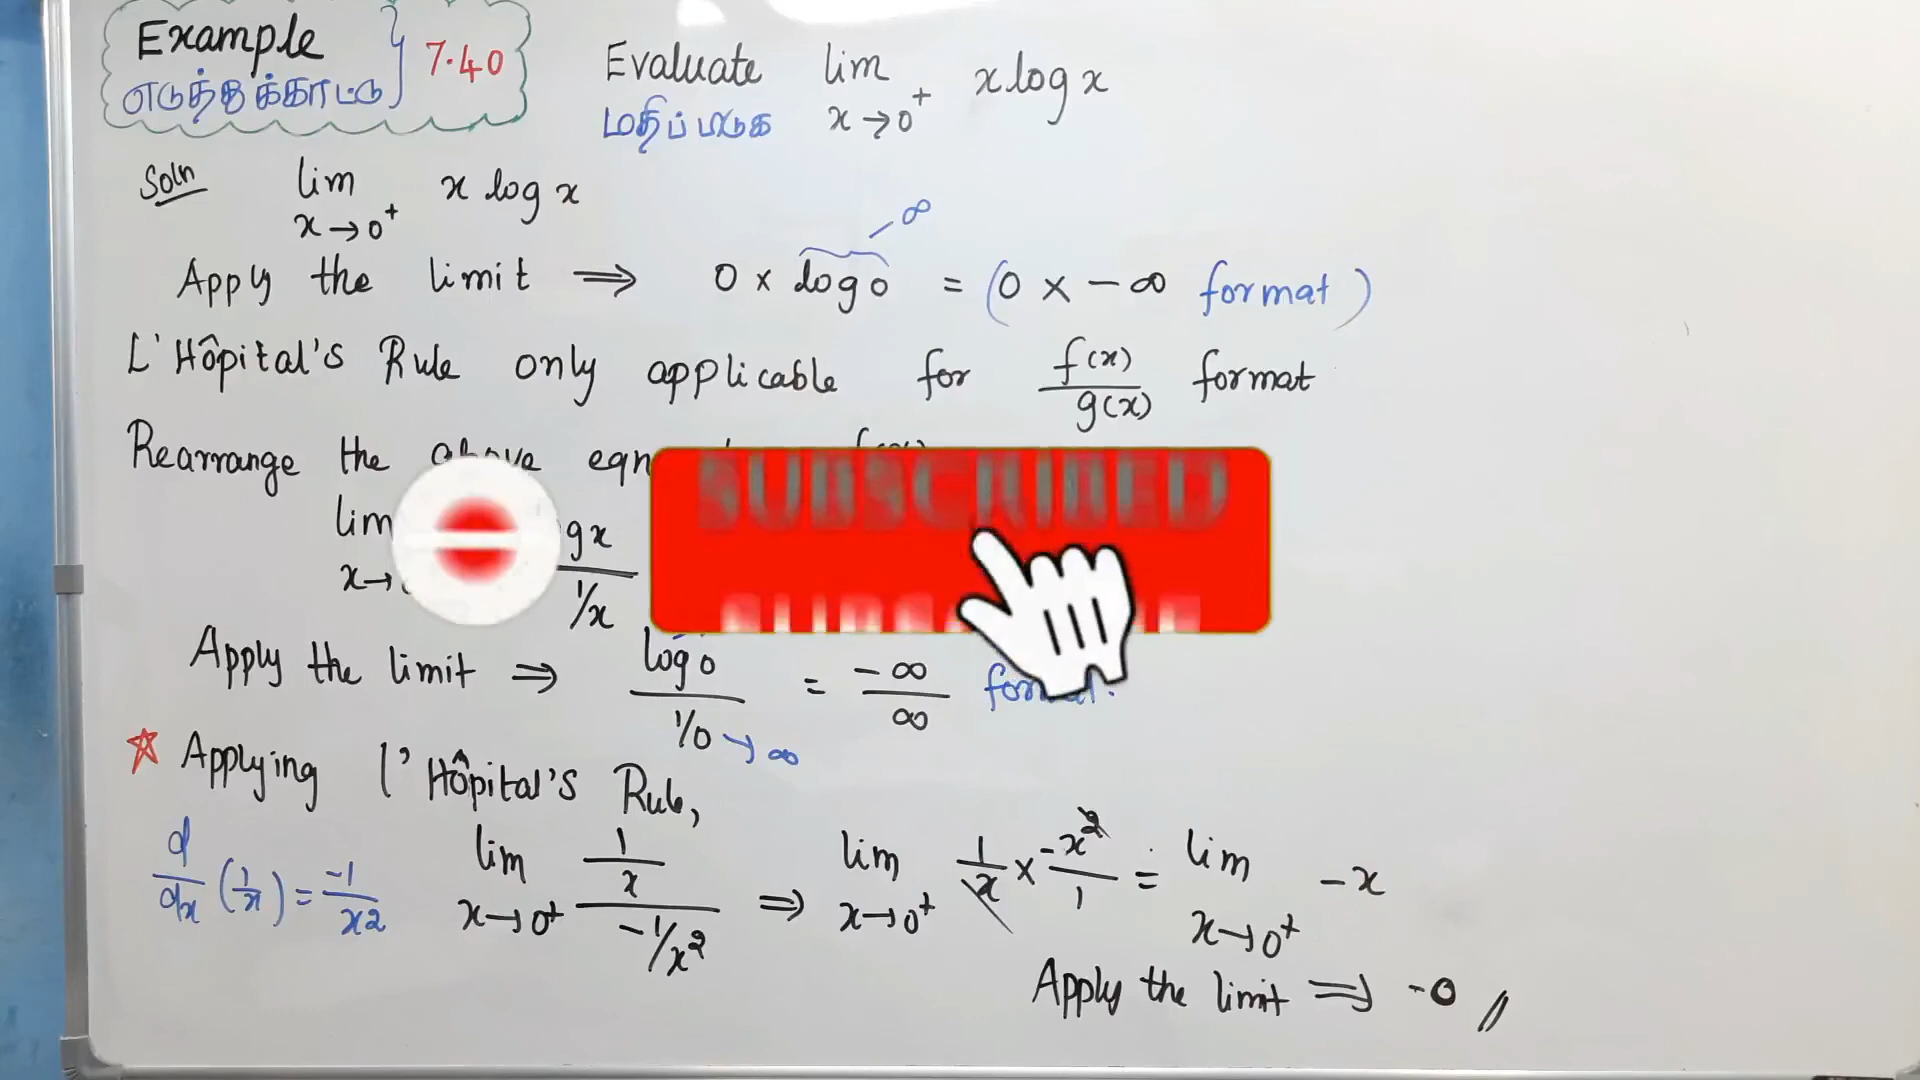 Example
எடுத்துக்காட்டு
7.40
Evaluate lim x→0⁺ x log x
மதிப்பிடுக
Soln lim x→0⁺ x log x
-∞
Apply the limit ⇒ 0 × log 0 = (0 × -∞ format)
L'Hôpital's Rule only applicable for f(x)/g(x) format
Rearrange the above eqn
lim x→ gx / 1/x
SUBSCRIBED
Apply the limit ⇒ log 0 / 1/0 → ∞ = -∞/∞ format.
☆ Applying l'Hôpital's Rule,
d/dx (1/x) = -1/x2
lim x→0⁺ 1/x / -1/x² ⇒ lim x→0⁺ 1/x × -x²/1 = lim x→0⁺ -x
Apply the limit ⇒ -0 //